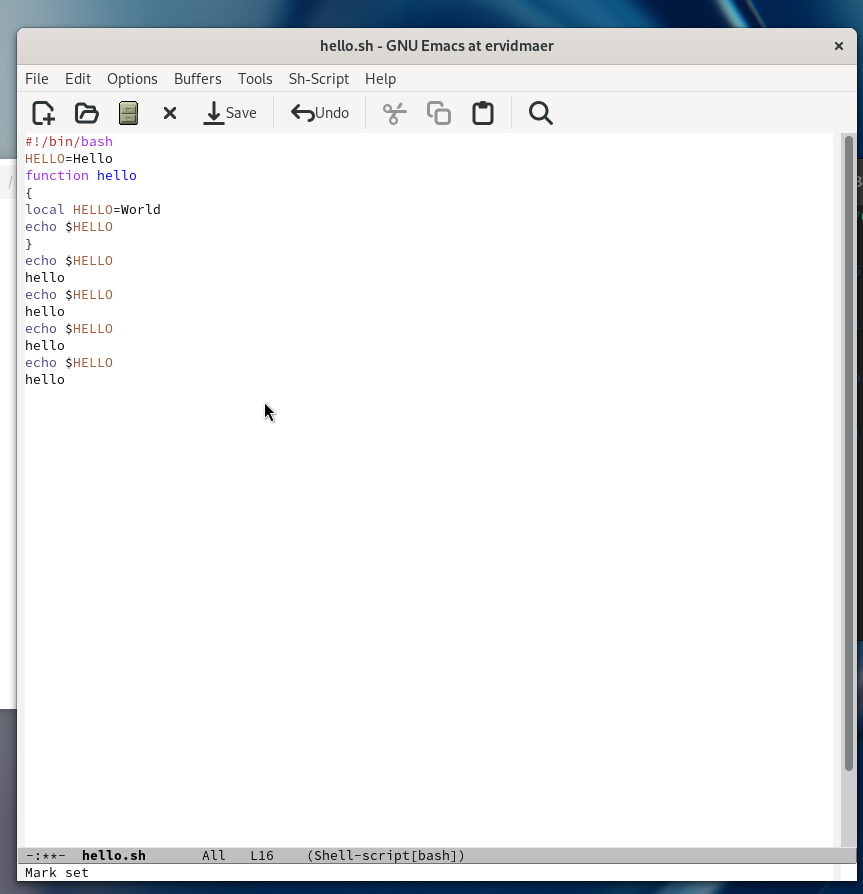 hello.sh - GNU Emacs at ervidmaer
File Edit Options Buffers Tools Sh-Script Help
Save Undo
#!/bin/bash
HELLO=Hello
function hello
{
local HELLO=World
echo $HELLO
}
echo $HELLO
hello
echo $HELLO
hello
echo $HELLO
hello
echo $HELLO
hello
-:**- hello.sh All L16 (Shell-script[bash])
Mark set